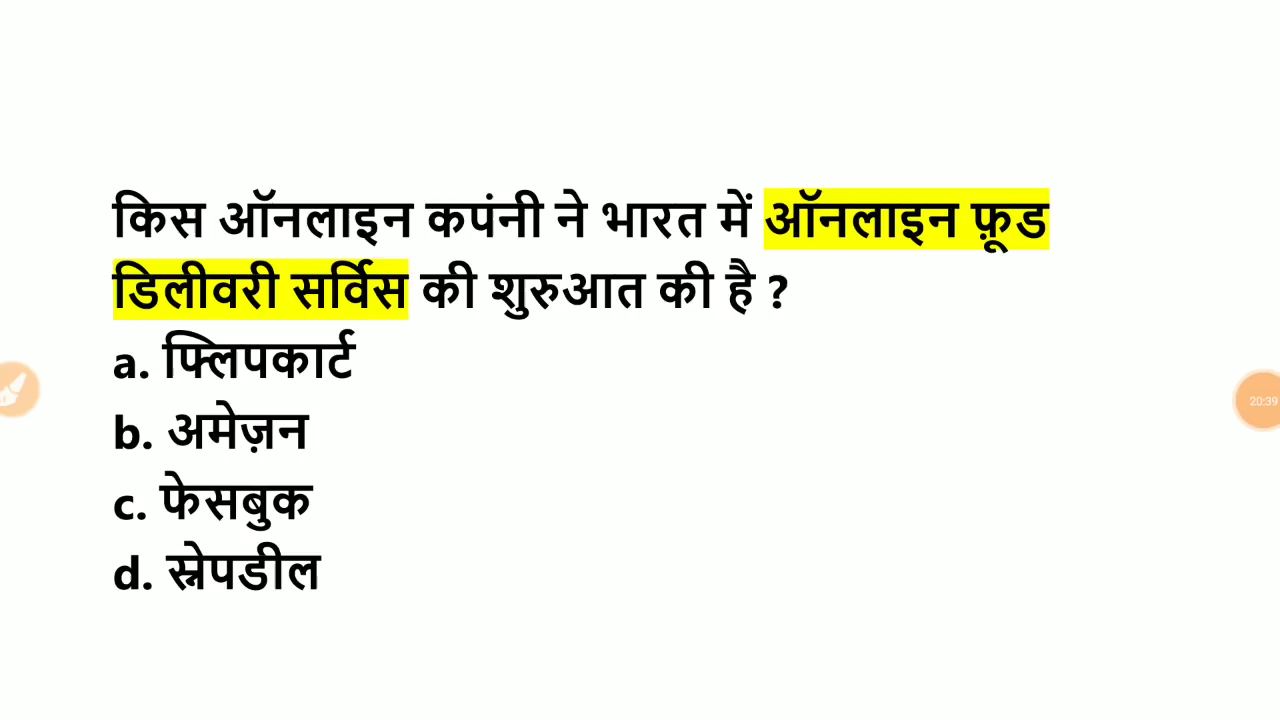 किस ऑनलाइन कपंनी ने भारत में ऑनलाइन फ़ूड
डिलीवरी सर्विस की शुरुआत की है ?
a. फ्लिपकार्ट
b. अमेज़न
20:39
c. फेसबुक
d. स्नेपडील